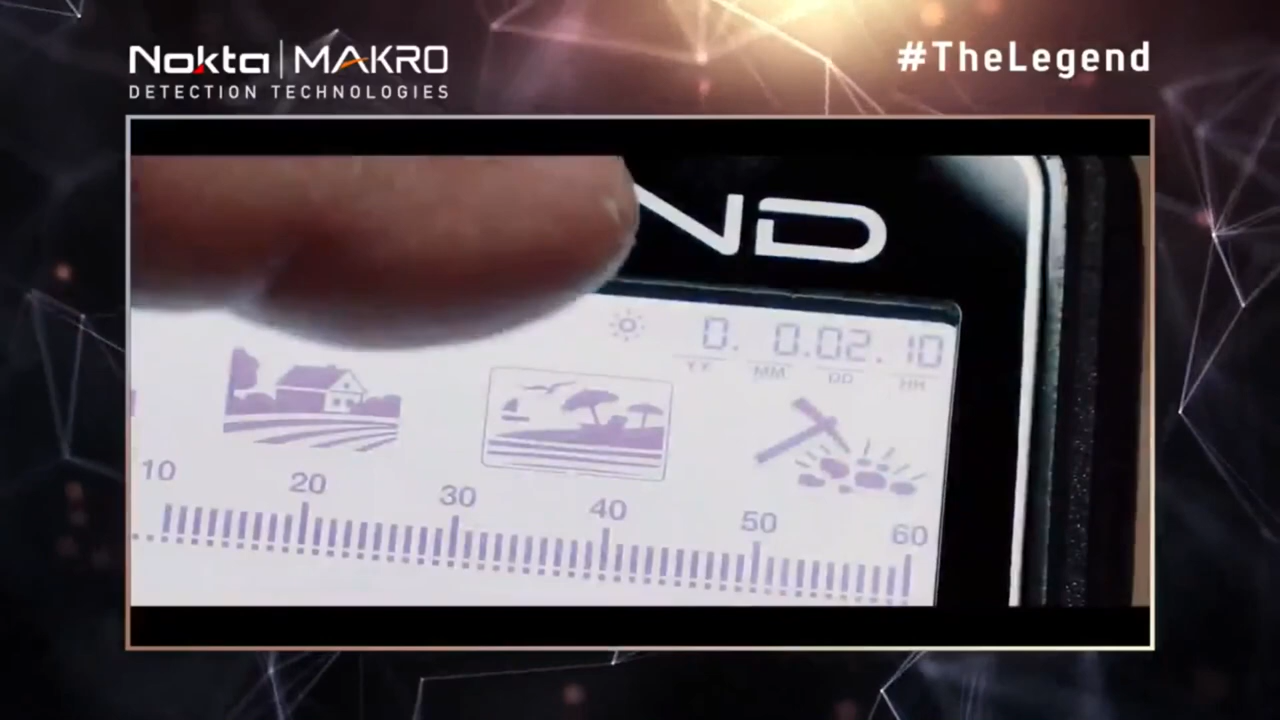 Nokta | MAKRO
DETECTION TECHNOLOGIES
#TheLegend
ND
0. 0.02.10
YY MM DD HH
10 20 30 40 50 60